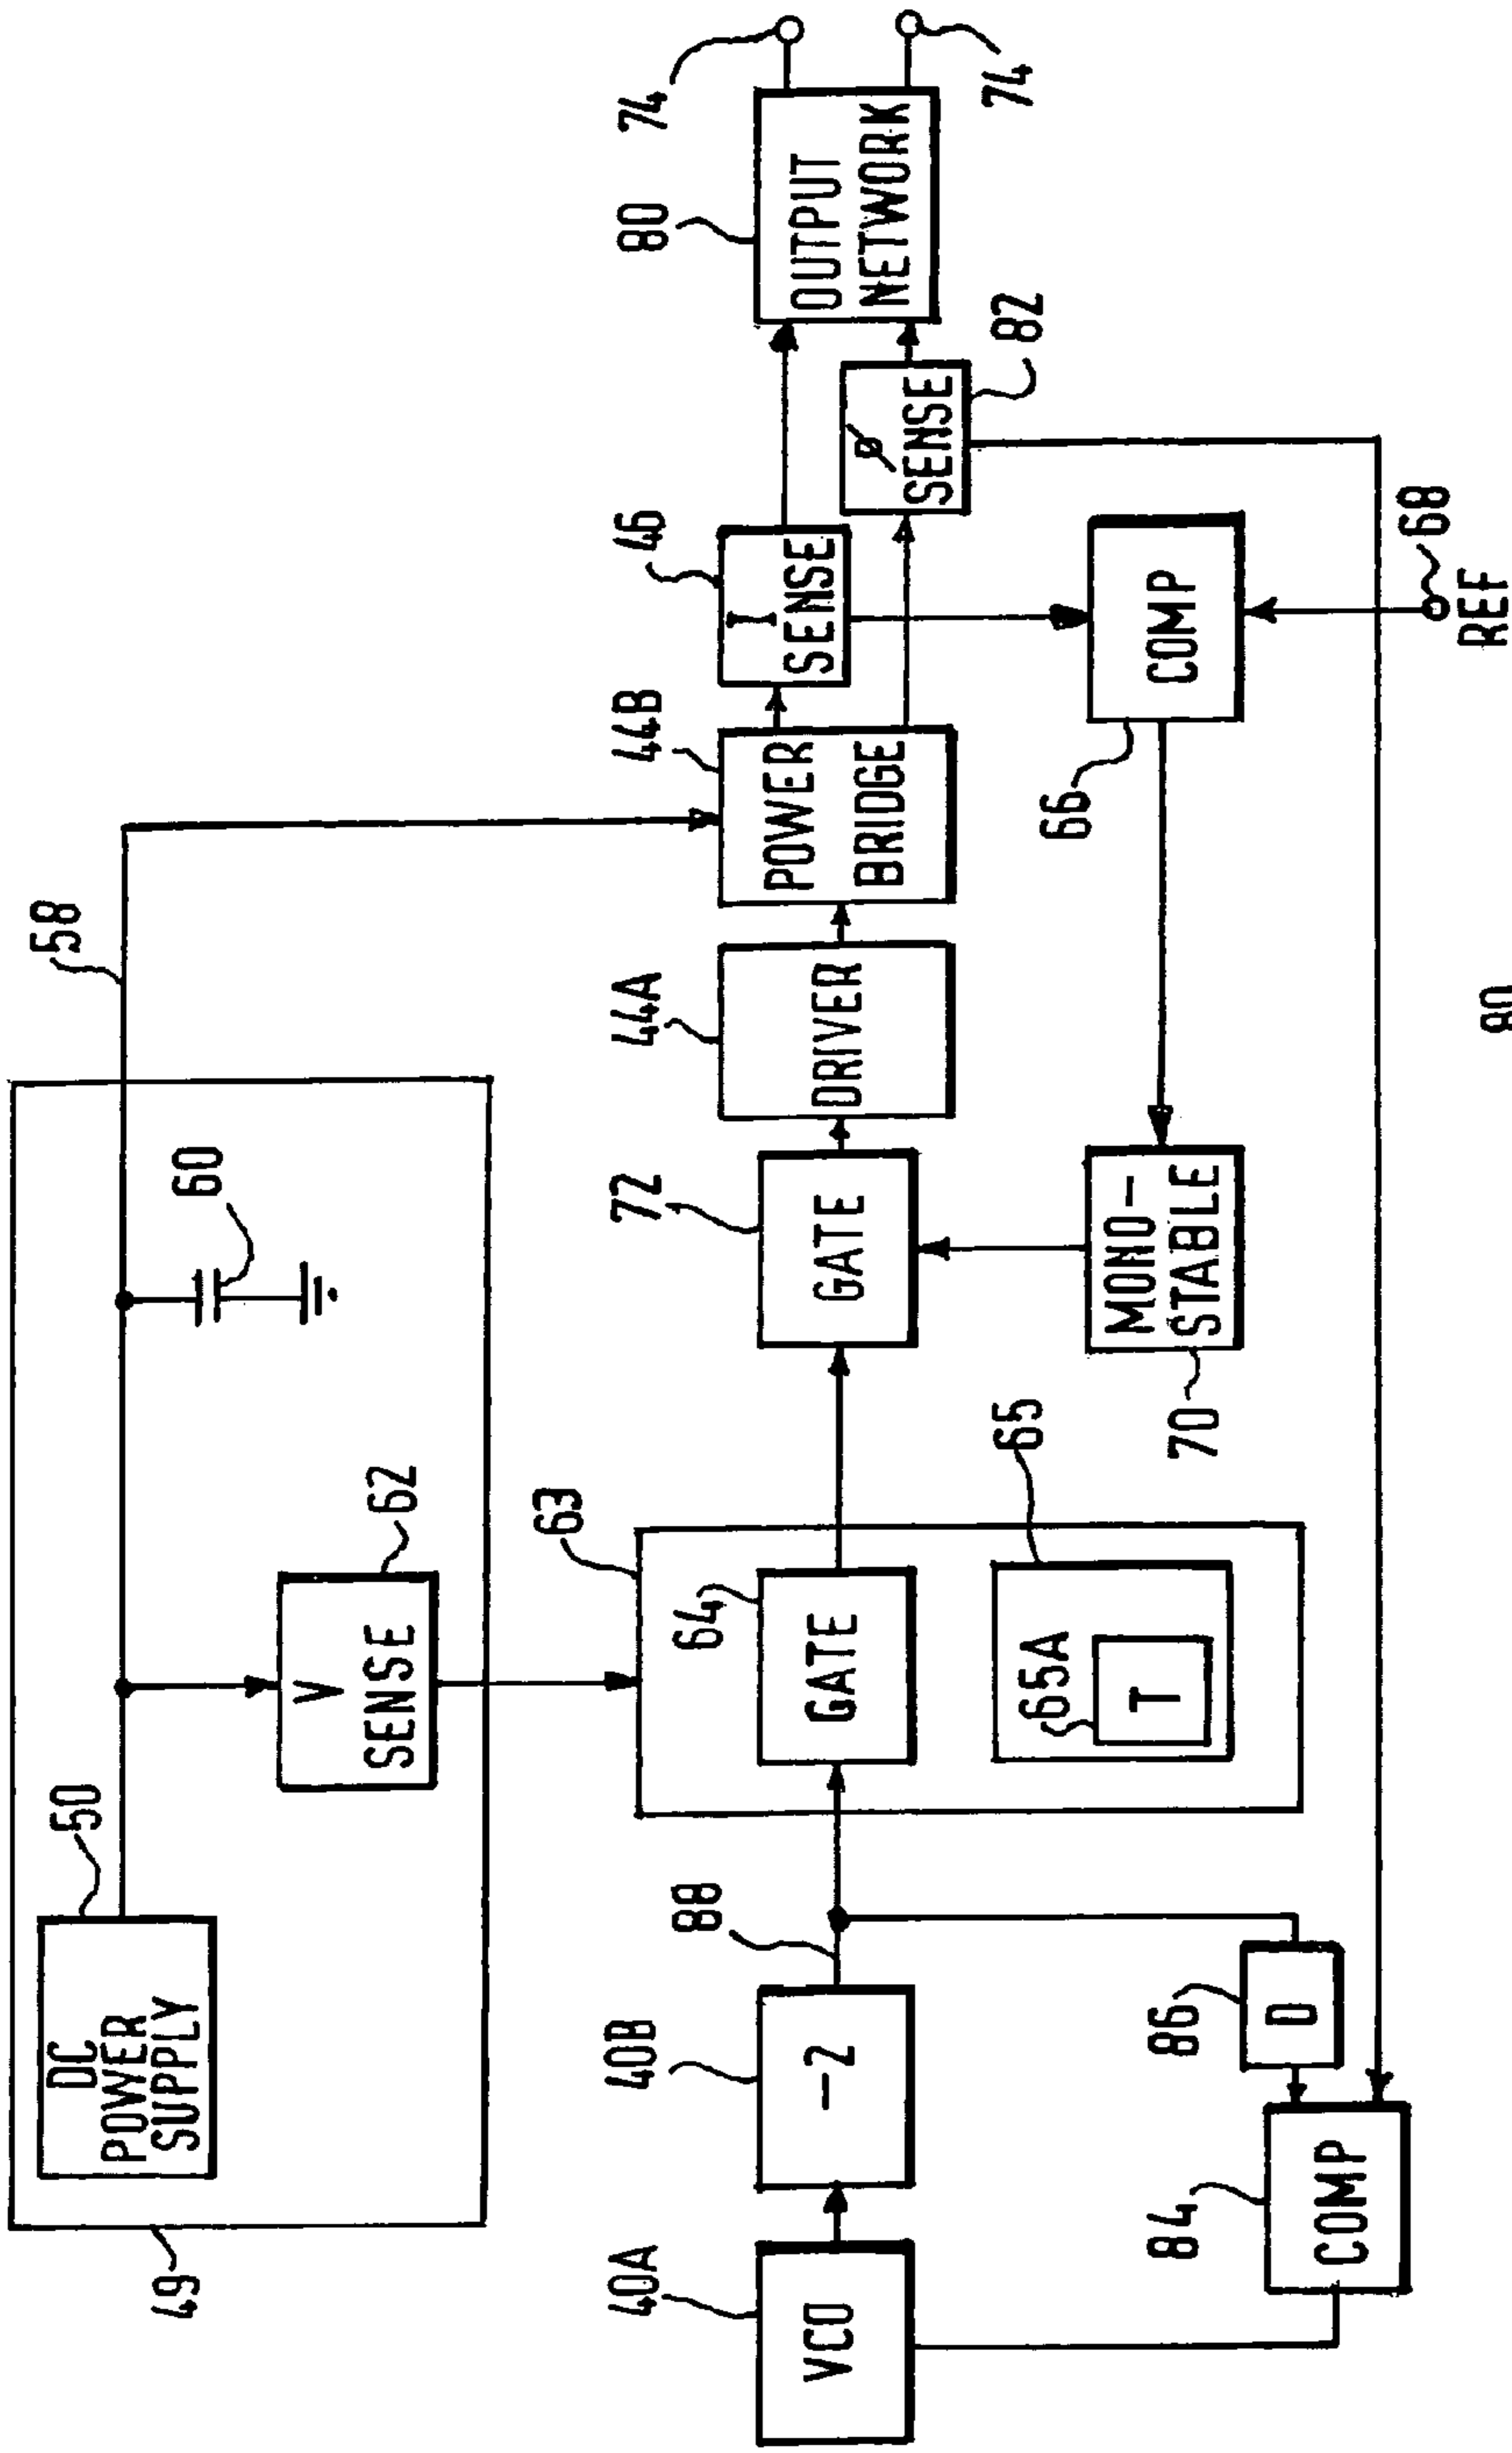 49
50
DC
POWER
SUPPLY
V
SENSE
62
60
58
40A
VCO
40B
–2
88
63
64
GATE
65
65A
T
72
GATE
44A
DRIVER
44B
POWER
BRIDGE
46
I
SENSE
Ø
SENSE
82
80
OUTPUT
NETWORK
74
74
84
COMP
86
D
70
MONO–
STABLE
66
COMP
68
REF
80